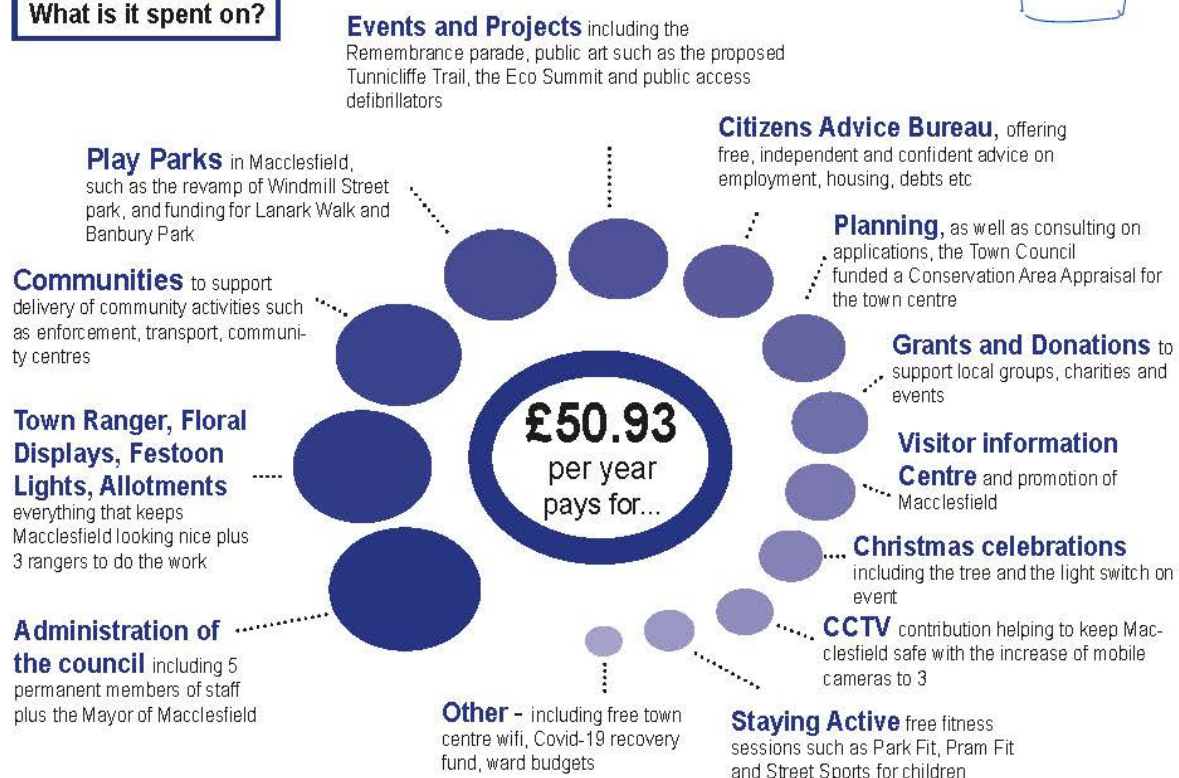 What is it spent on?
Events and Projects including the
Remembrance parade, public art such as the proposed
Tunnicliffe Trail, the Eco Summit and public access
defibrillators
Citizens Advice Bureau, offering
free, independent and confident advice on
employment, housing, debts etc
Play Parks in Macclesfield,
such as the revamp of Windmill Street
park, and funding for Lanark Walk and
Banbury Park
Planning, as well as consulting on
applications, the Town Council
funded a Conservation Area Appraisal for
the town centre
Communities to support
delivery of community activities such
as enforcement, transport, communi-
ty centres
Grants and Donations to
support local groups, charities and
events
£50.93
per year
pays for...
Town Ranger, Floral
Displays, Festoon
Lights, Allotments
everything that keeps
Macclesfield looking nice plus
3 rangers to do the work
Visitor information
Centre and promotion of
Macclesfield
Christmas celebrations
including the tree and the light switch on
event
Administration of
the council including 5
permanent members of staff
plus the Mayor of Macclesfield
CCTV contribution helping to keep Mac-
clesfield safe with the increase of mobile
cameras to 3
Other - including free town
centre wifi, Covid-19 recovery
fund, ward budgets
Staying Active free fitness
sessions such as Park Fit, Pram Fit
and Street Sports for children